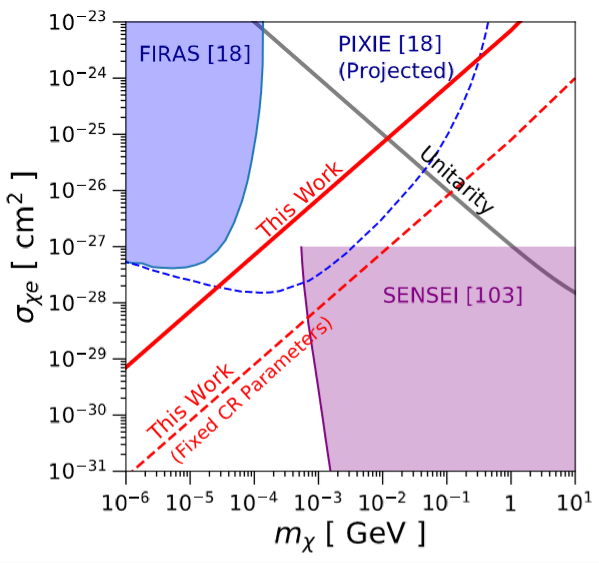 10⁻²³
10⁻²⁴
10⁻²⁵
10⁻²⁶
10⁻²⁷
10⁻²⁸
10⁻²⁹
10⁻³⁰
10⁻³¹
σχe [ cm² ]
FIRAS [18]
PIXIE [18]
(Projected)
Unitarity
This Work
SENSEI [103]
This Work
(Fixed CR Parameters)
10⁻⁶ 10⁻⁵ 10⁻⁴ 10⁻³ 10⁻² 10⁻¹ 1 10¹
mχ [ GeV ]